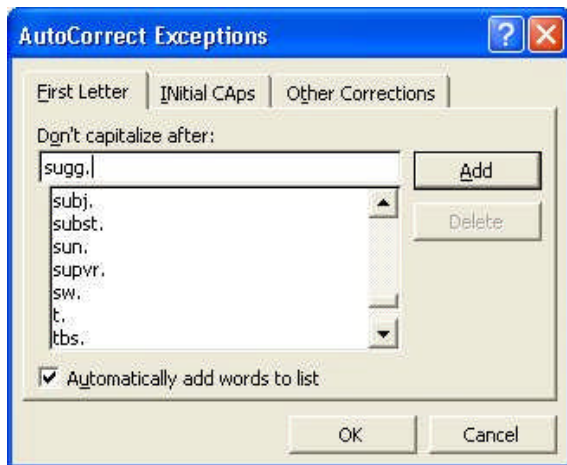 AutoCorrect Exceptions
First Letter INitial CAps Other Corrections
Don't capitalize after:
sugg.
Add
subj.
subst.
sun.
supvr.
sw.
t.
tbs.
Delete
Automatically add words to list
OK Cancel